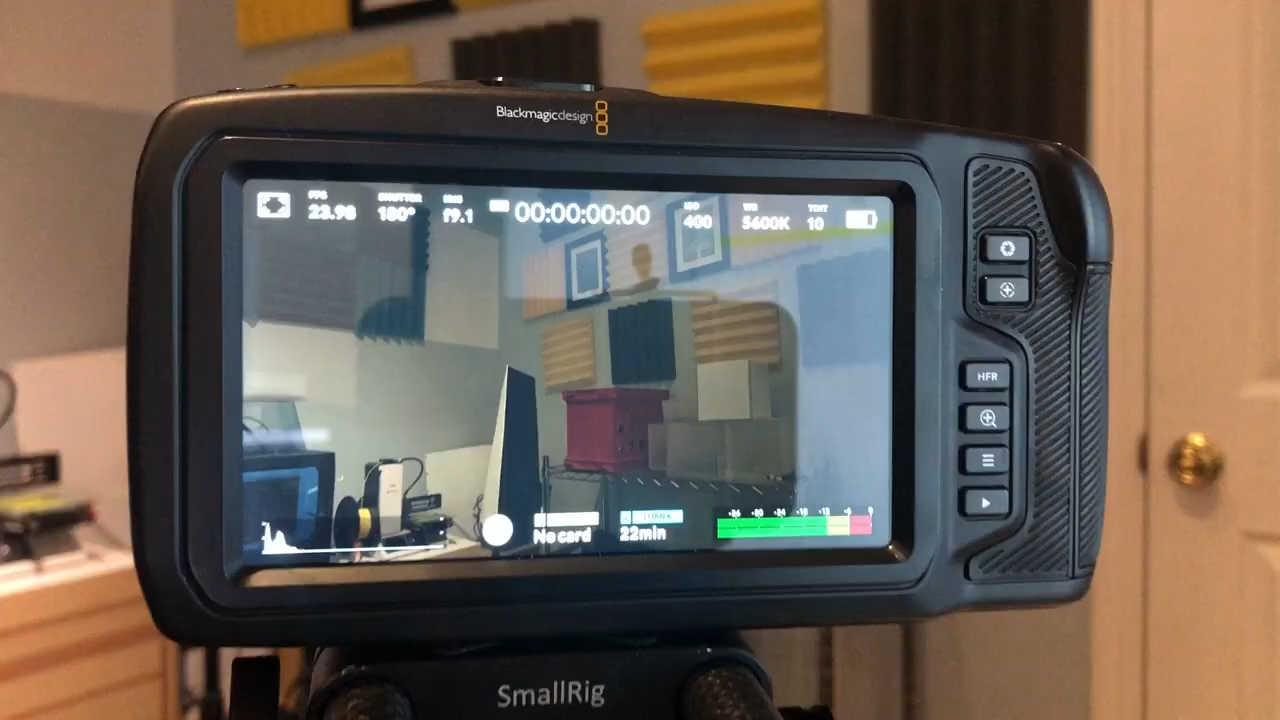 Blackmagicdesign
FPS SHUTTER IRIS ISO WB TINT
23.98 180° f9.1 00:00:00:00 400 5600K 10
HFR
No card 22min
SmallRig